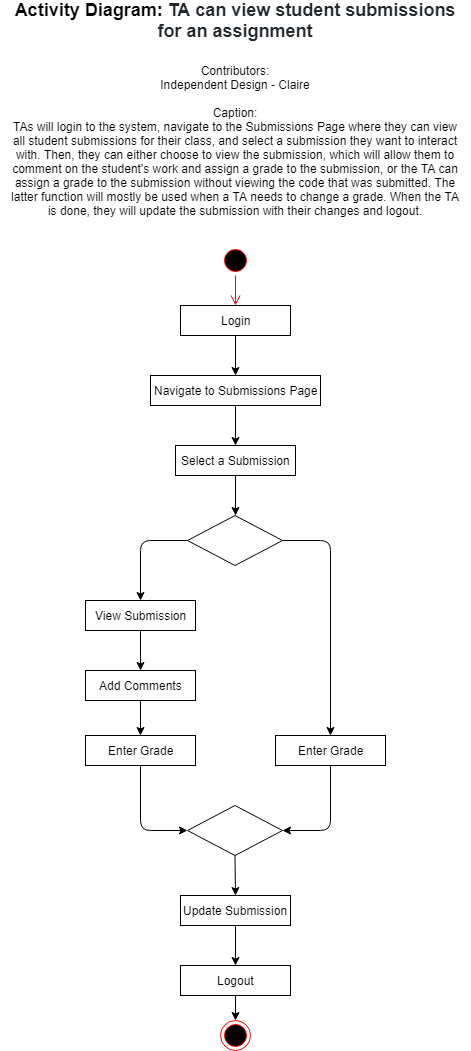 Activity Diagram: TA can view student submissions
for an assignment
Contributors:
Independent Design - Claire
Caption:
TAs will login to the system, navigate to the Submissions Page where they can view
all student submissions for their class, and select a submission they want to interact
with. Then, they can either choose to view the submission, which will allow them to
comment on the student's work and assign a grade to the submission, or the TA can
assign a grade to the submission without viewing the code that was submitted. The
latter function will mostly be used when a TA needs to change a grade. When the TA
is done, they will update the submission with their changes and logout.
Login
Navigate to Submissions Page
Select a Submission
View Submission
Add Comments
Enter Grade
Enter Grade
Update Submission
Logout